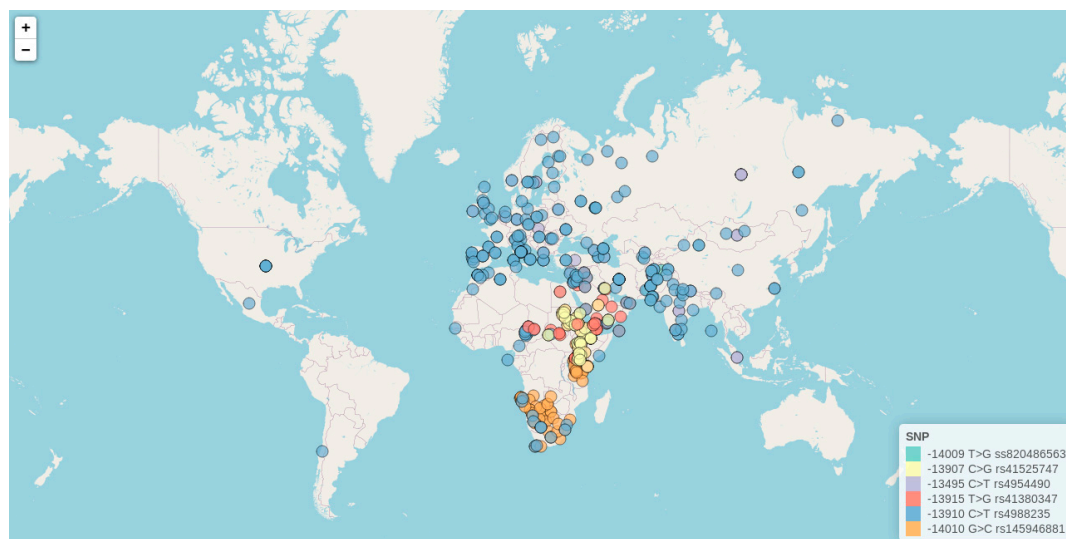 +
−
SNP
-14009 T>G ss820486563
-13907 C>G rs41525747
-13495 C>T rs4954490
-13915 T>G rs41380347
-13910 C>T rs4988235
-14010 G>C rs145946881